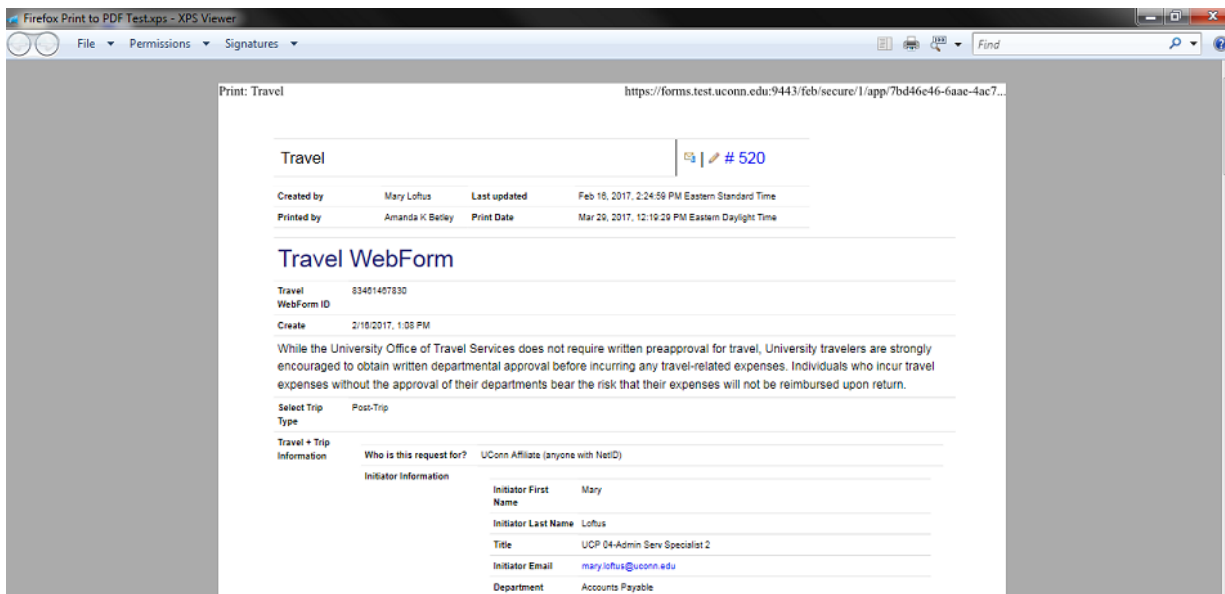 Firefox Print to PDF Test.xps - XPS Viewer
File Permissions Signatures Find
Print: Travel https://forms.test.uconn.edu:9443/feb/secure/1/app/7bd46e46-6aae-4ac7...
Travel | # 520
Created by Mary Loftus Last updated Feb 16, 2017, 2:24:59 PM Eastern Standard Time
Printed by Amanda K Betley Print Date Mar 29, 2017, 12:19:29 PM Eastern Daylight Time
Travel WebForm
Travel 83461467830
WebForm ID
Create 2/16/2017, 1:08 PM
While the University Office of Travel Services does not require written preapproval for travel, University travelers are strongly
encouraged to obtain written departmental approval before incurring any travel-related expenses. Individuals who incur travel
expenses without the approval of their departments bear the risk that their expenses will not be reimbursed upon return.
Select Trip Post-Trip
Type
Travel + Trip
Information
Who is this request for? UConn Affiliate (anyone with NetID)
Initiator Information
Initiator First Mary
Name
Initiator Last Name Loftus
Title UCP 04-Admin Serv Specialist 2
Initiator Email mary.loftus@uconn.edu
Department Accounts Payable